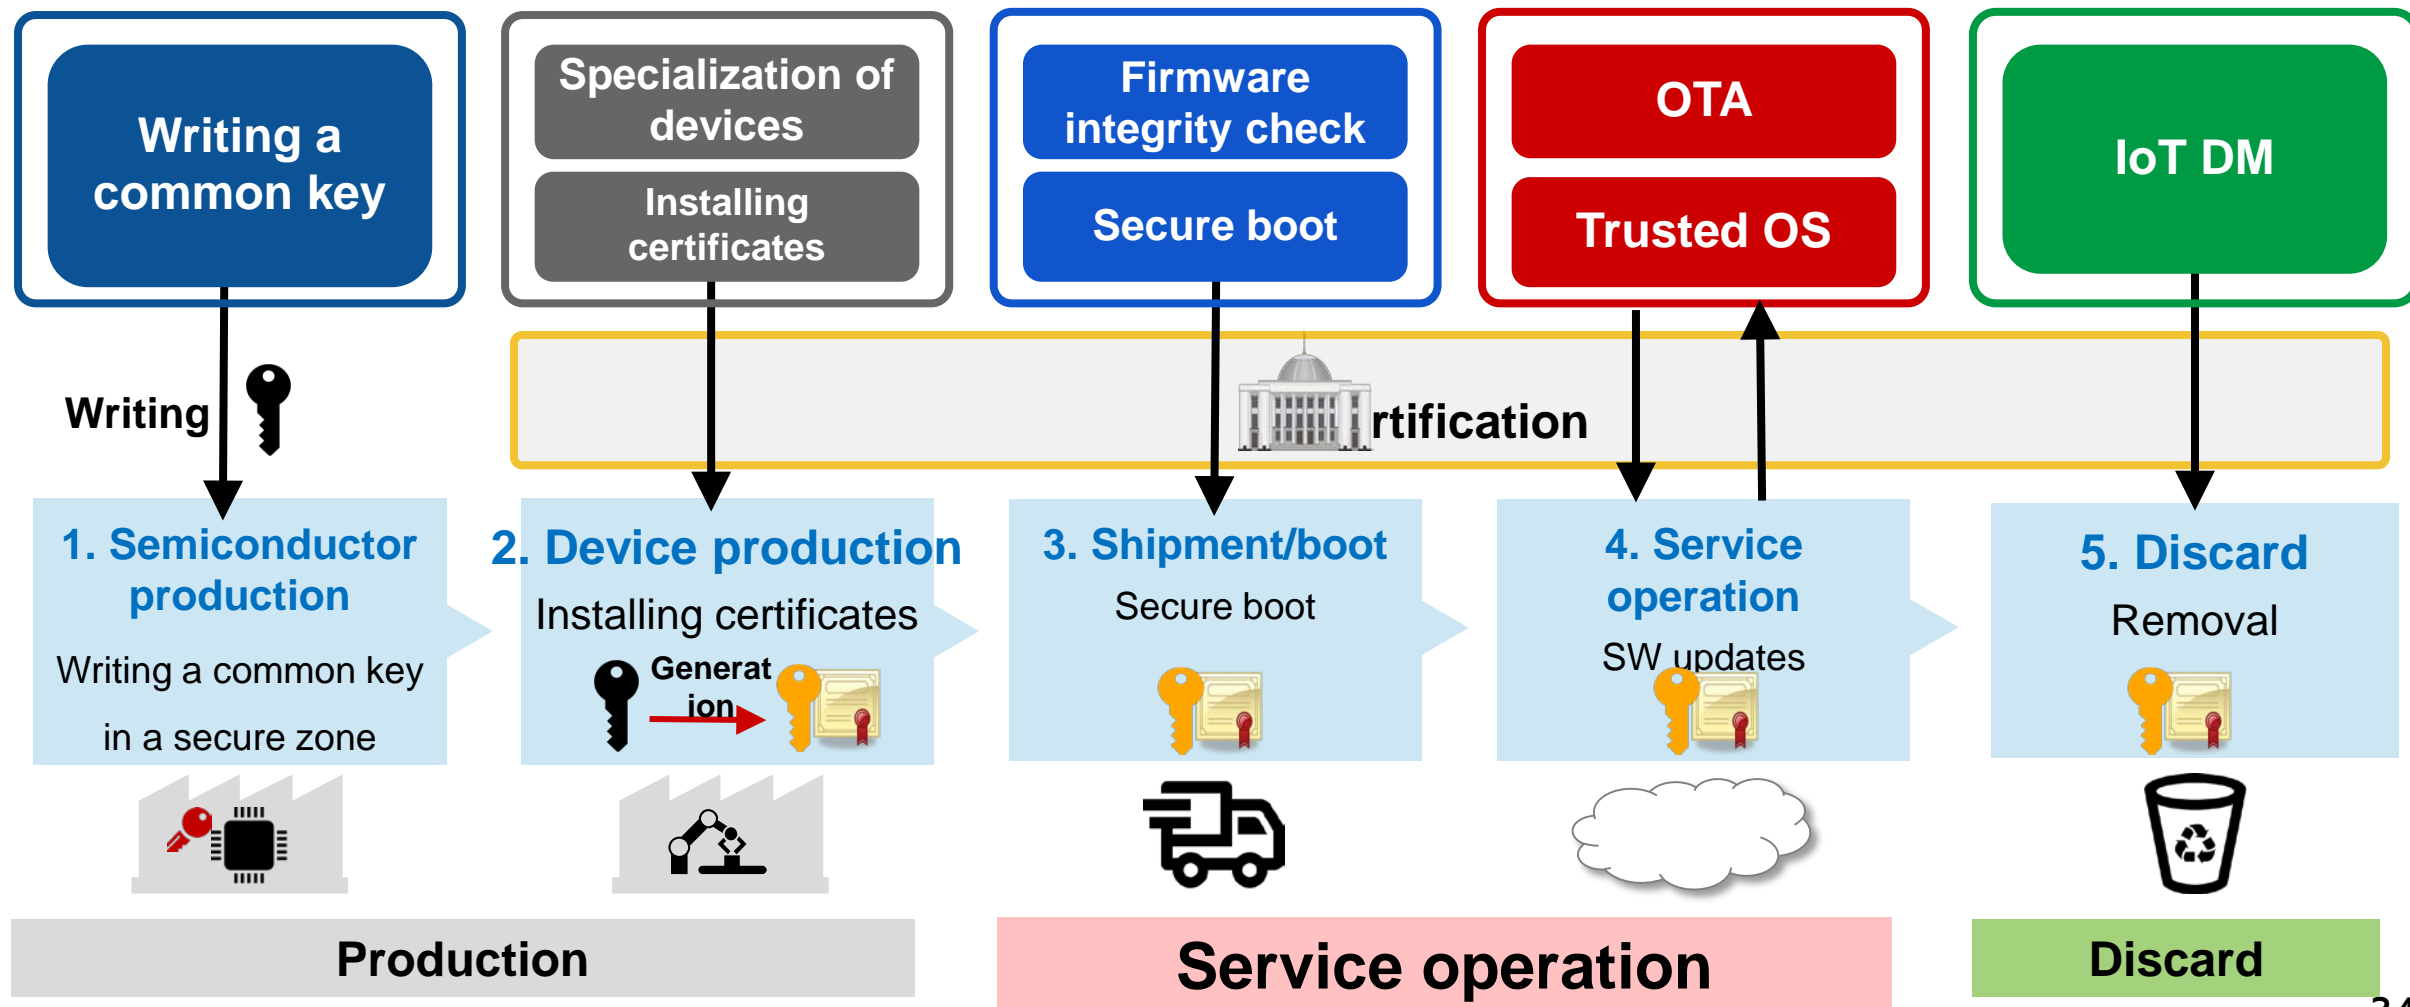 Writing a
common key
Specialization of
devices
Installing
certificates
Firmware
integrity check
Secure boot
OTA
Trusted OS
IoT DM
Writing
rtification
1. Semiconductor
production
Writing a common key
in a secure zone
2. Device production
Installing certificates
Generat
ion
3. Shipment/boot
Secure boot
4. Service
operation
SW updates
5. Discard
Removal
Production
Service operation
Discard